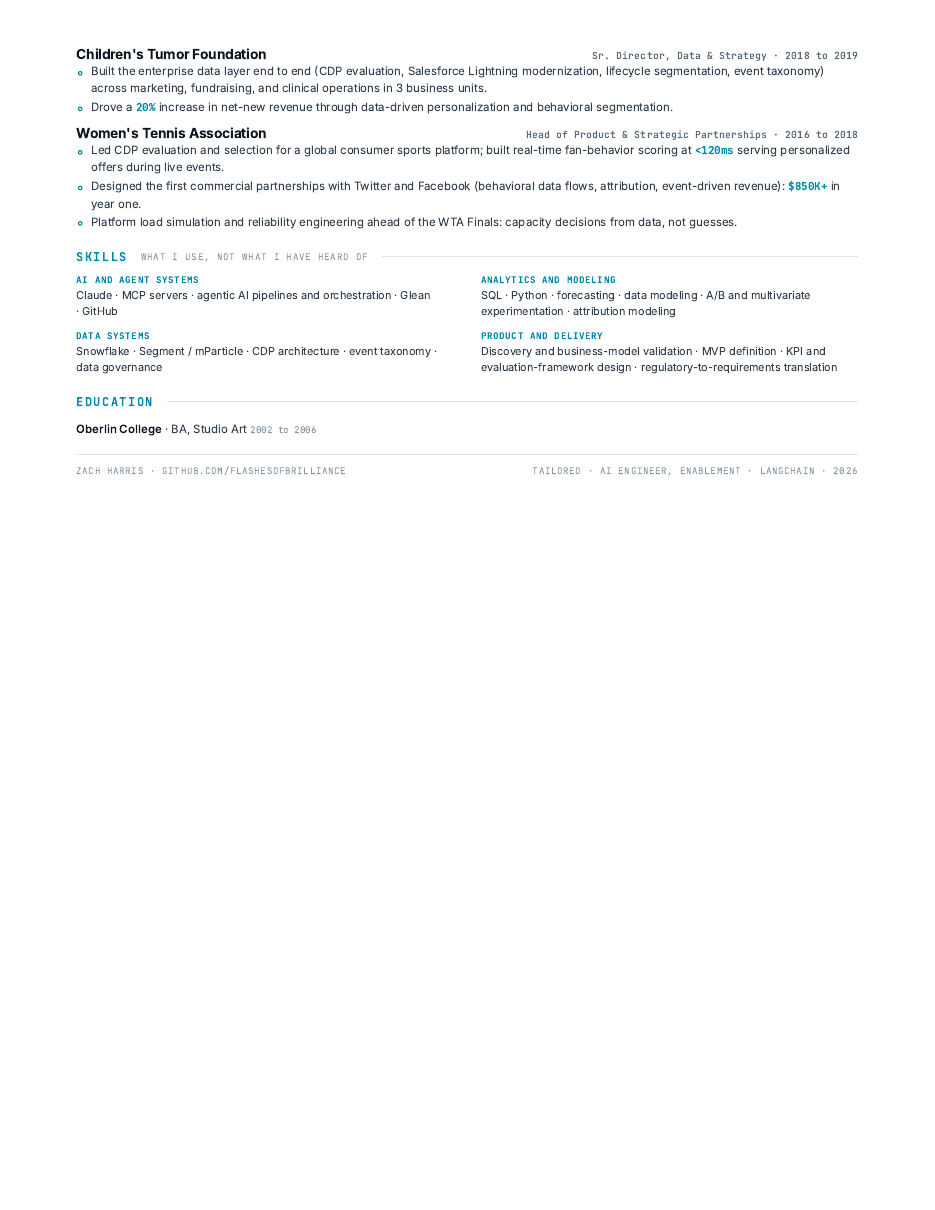 Children's Tumor Foundation Sr. Director, Data & Strategy · 2018 to 2019
Built the enterprise data layer end to end (CDP evaluation, Salesforce Lightning modernization, lifecycle segmentation, event taxonomy)
across marketing, fundraising, and clinical operations in 3 business units.
Drove a 20% increase in net-new revenue through data-driven personalization and behavioral segmentation.
Women's Tennis Association Head of Product & Strategic Partnerships · 2016 to 2018
Led CDP evaluation and selection for a global consumer sports platform; built real-time fan-behavior scoring at <120ms serving personalized
offers during live events.
Designed the first commercial partnerships with Twitter and Facebook (behavioral data flows, attribution, event-driven revenue): $850K+ in
year one.
Platform load simulation and reliability engineering ahead of the WTA Finals: capacity decisions from data, not guesses.
SKILLS WHAT I USE, NOT WHAT I HAVE HEARD OF
AI AND AGENT SYSTEMS
Claude · MCP servers · agentic AI pipelines and orchestration · Glean
· GitHub
ANALYTICS AND MODELING
SQL · Python · forecasting · data modeling · A/B and multivariate
experimentation · attribution modeling
DATA SYSTEMS
Snowflake · Segment / mParticle · CDP architecture · event taxonomy ·
data governance
PRODUCT AND DELIVERY
Discovery and business-model validation · MVP definition · KPI and
evaluation-framework design · regulatory-to-requirements translation
EDUCATION
Oberlin College · BA, Studio Art 2002 to 2006
ZACH HARRIS · GITHUB.COM/FLASHESOFBRILLIANCE TAILORED · AI ENGINEER, ENABLEMENT · LANGCHAIN · 2026